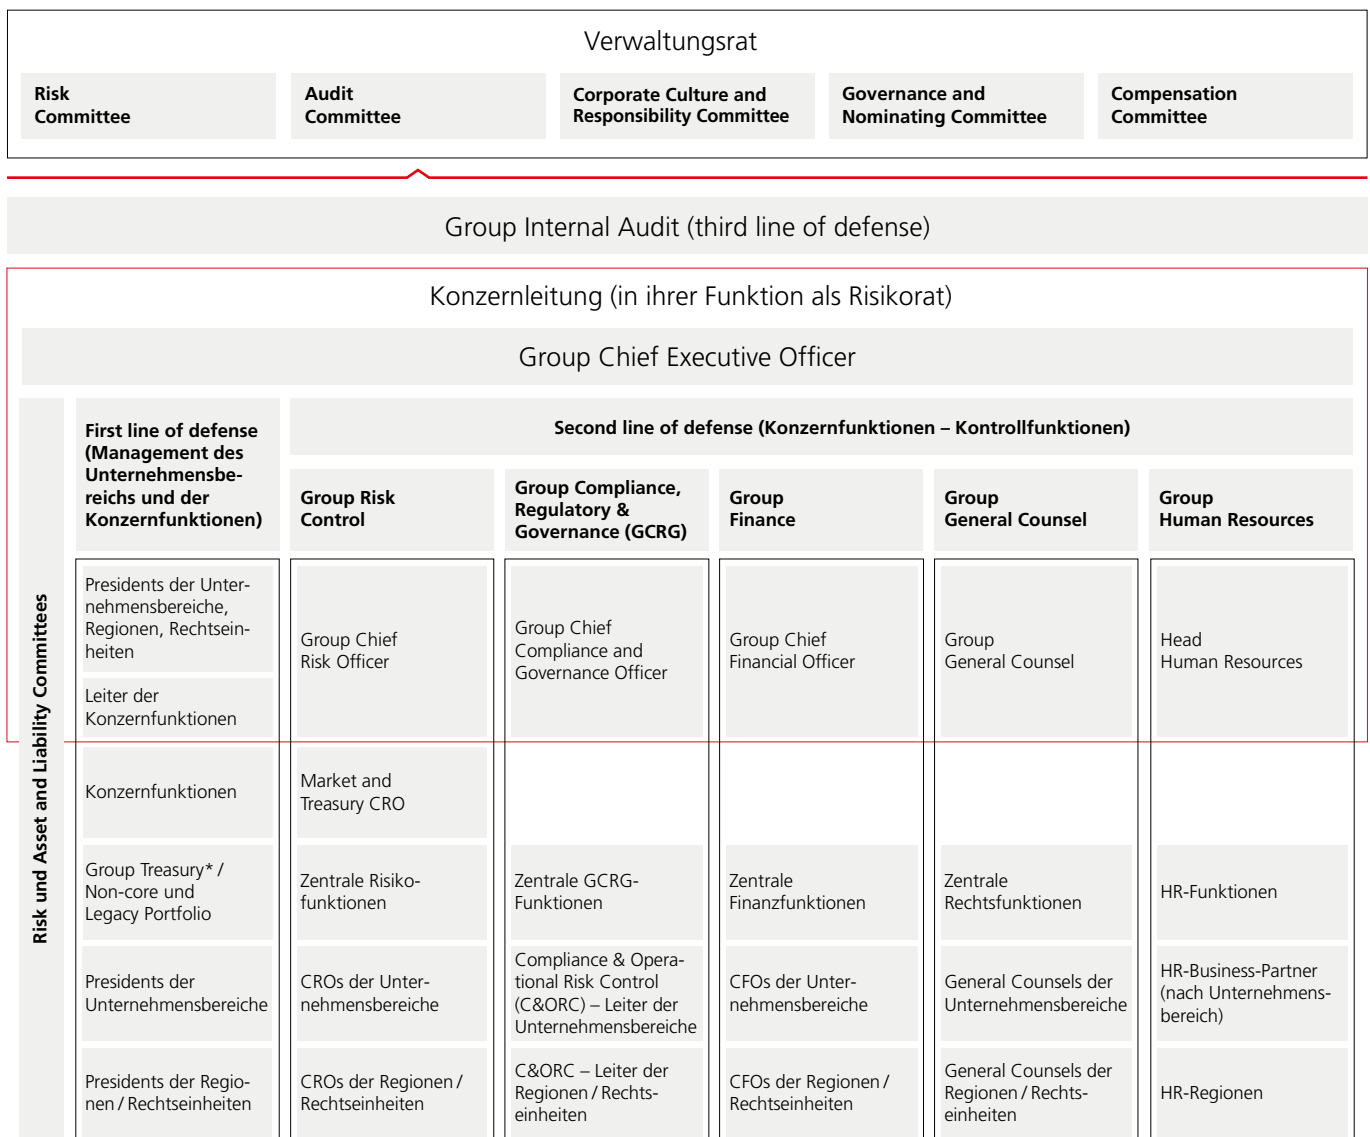 Verwaltungsrat
Risk
Committee
Audit
Committee
Corporate Culture and
Responsibility Committee
Governance and
Nominating Committee
Compensation
Committee
Group Internal Audit (third line of defense)
Konzernleitung (in ihrer Funktion als Risikorat)
Group Chief Executive Officer
Risk und Asset and Liability Committees
First line of defense
(Management des
Unternehmensbe-
reichs und der
Konzernfunktionen)
Second line of defense (Konzernfunktionen – Kontrollfunktionen)
Group Risk
Control
Group Compliance,
Regulatory &
Governance (GCRG)
Group
Finance
Group
General Counsel
Group
Human Resources
Presidents der Unter-
nehmensbereiche,
Regionen, Rechtsein-
heiten
Leiter der
Konzernfunktionen
Group Chief
Risk Officer
Group Chief
Compliance and
Governance Officer
Group Chief
Financial Officer
Group
General Counsel
Head
Human Resources
Konzernfunktionen
Market and
Treasury CRO
Group Treasury* /
Non-core und
Legacy Portfolio
Zentrale Risiko-
funktionen
Zentrale GCRG-
Funktionen
Zentrale
Finanzfunktionen
Zentrale
Rechtsfunktionen
HR-Funktionen
Presidents der
Unternehmensbereiche
CROs der Unter-
nehmensbereiche
Compliance & Opera-
tional Risk Control
(C&ORC) – Leiter der
Unternehmensbereiche
CFOs der Unter-
nehmensbereiche
General Counsels der
Unternehmensbereiche
HR-Business-Partner
(nach Unternehmens-
bereich)
Presidents der Regio-
nen / Rechtseinheiten
CROs der Regionen /
Rechtseinheiten
C&ORC – Leiter der
Regionen / Rechts-
einheiten
CFOs der Regionen /
Rechtseinheiten
General Counsels der
Regionen / Rechts-
einheiten
HR-Regionen